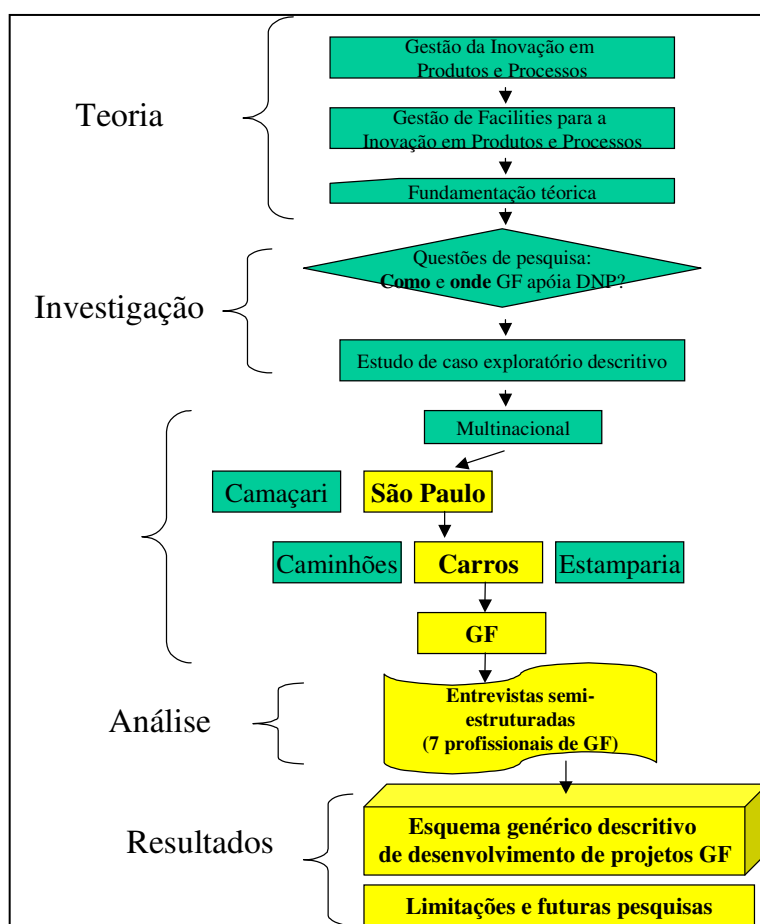 Teoria
Gestão da Inovação em
Produtos e Processos
Gestão de Facilities para a
Inovação em Produtos e Processos
Fundamentação téorica
Investigação
Questões de pesquisa:
Como e onde GF apóia DNP?
Estudo de caso exploratório descritivo
Multinacional
Camaçari
São Paulo
Caminhões
Carros
Estamparia
GF
Análise
Entrevistas semi-
estruturadas
(7 profissionais de GF)
Resultados
Esquema genérico descritivo
de desenvolvimento de projetos GF
Limitações e futuras pesquisas